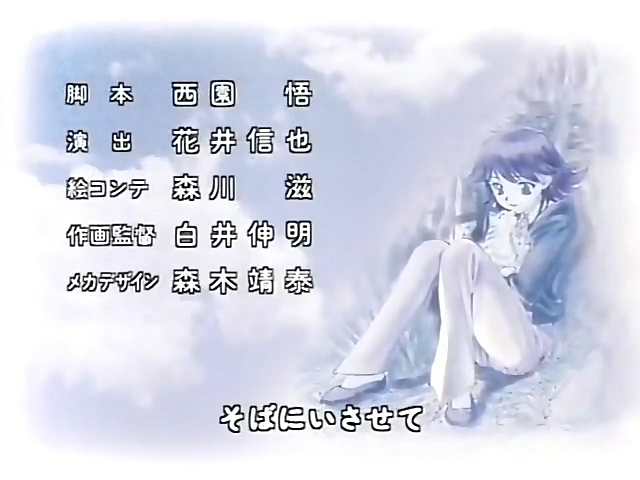 脚本 西園 悟
演出 花井信也
絵コンテ 森川 滋
作画監督 白井伸明
メカデザイン 森木靖泰
そばにいさせて